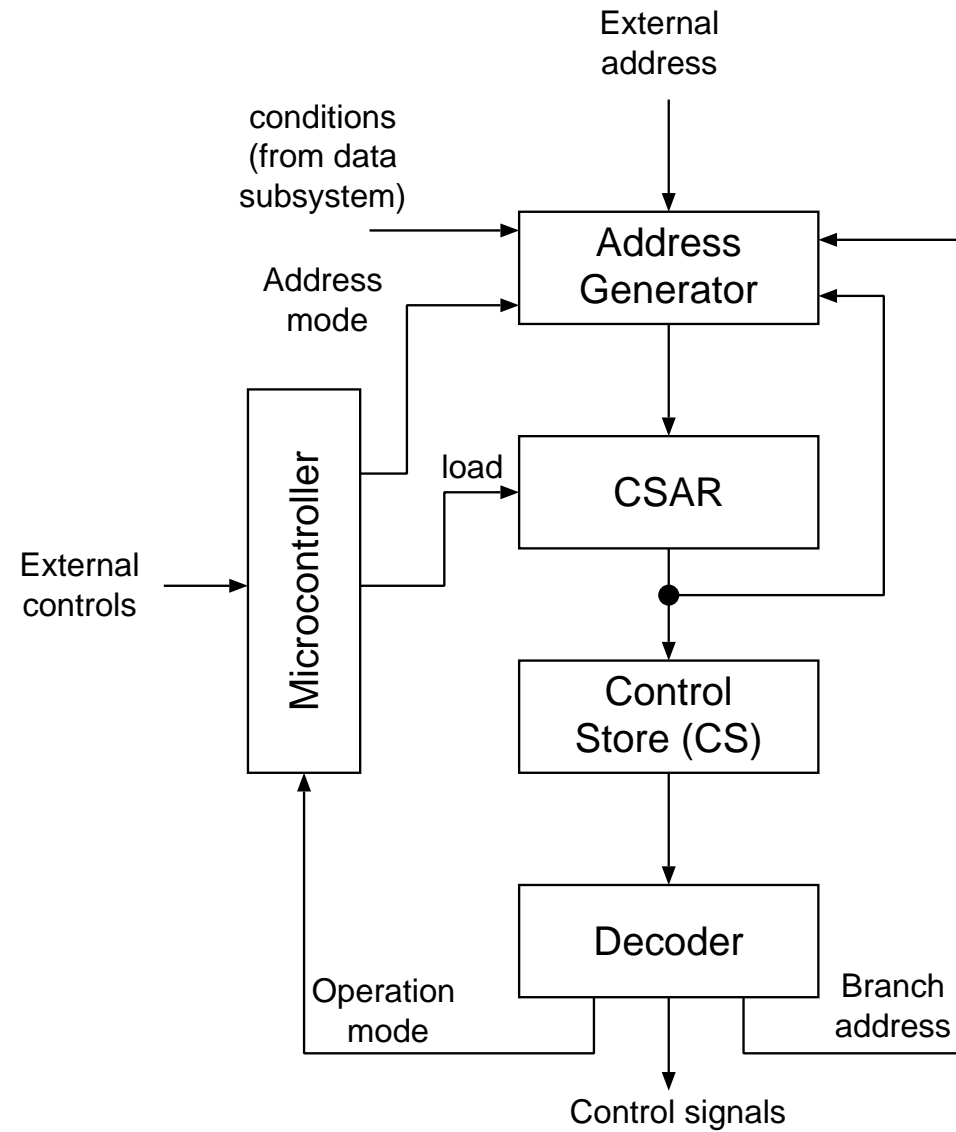 External
address
conditions
(from data
subsystem)
Address
Generator
Address
mode
Microcontroller
load
CSAR
External
controls
Control
Store (CS)
Decoder
Operation
mode
Branch
address
Control signals